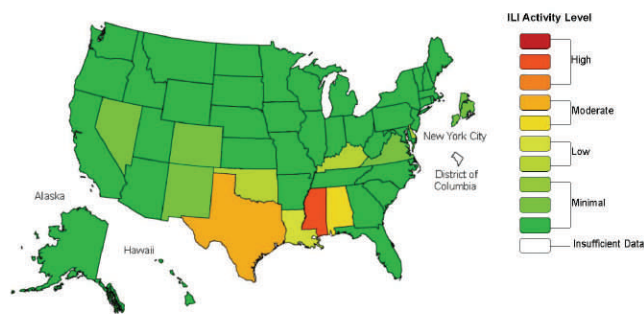 ILI Activity Level
High
Moderate
New York City
Low
District of
Columbia
Alaska
Minimal
Hawaii
Insufficient Data